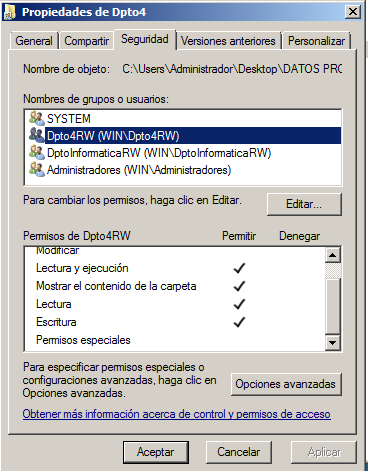 Propiedades de Dpto4
General
Compartir
Seguridad
Versiones anteriores
Personalizar
Nombre de objeto: C:\Users\Administrador\Desktop\DATOS PRO
Nombres de grupos o usuarios:
SYSTEM
Dpto4RW (WIN\Dpto4RW)
DptoInformaticaRW (WIN\DptoInformaticaRW)
Administradores (WIN\Administradores)
Para cambiar los permisos, haga clic en Editar.
Editar...
Permisos de Dpto4RW Permitir Denegar
Modificar
Lectura y ejecución
Mostrar el contenido de la carpeta
Lectura
Escritura
Permisos especiales
Para especificar permisos especiales o
configuraciones avanzadas, haga clic en
Opciones avanzadas.
Opciones avanzadas
Obtener más información acerca de control y permisos de acceso
Aceptar
Cancelar
Aplicar